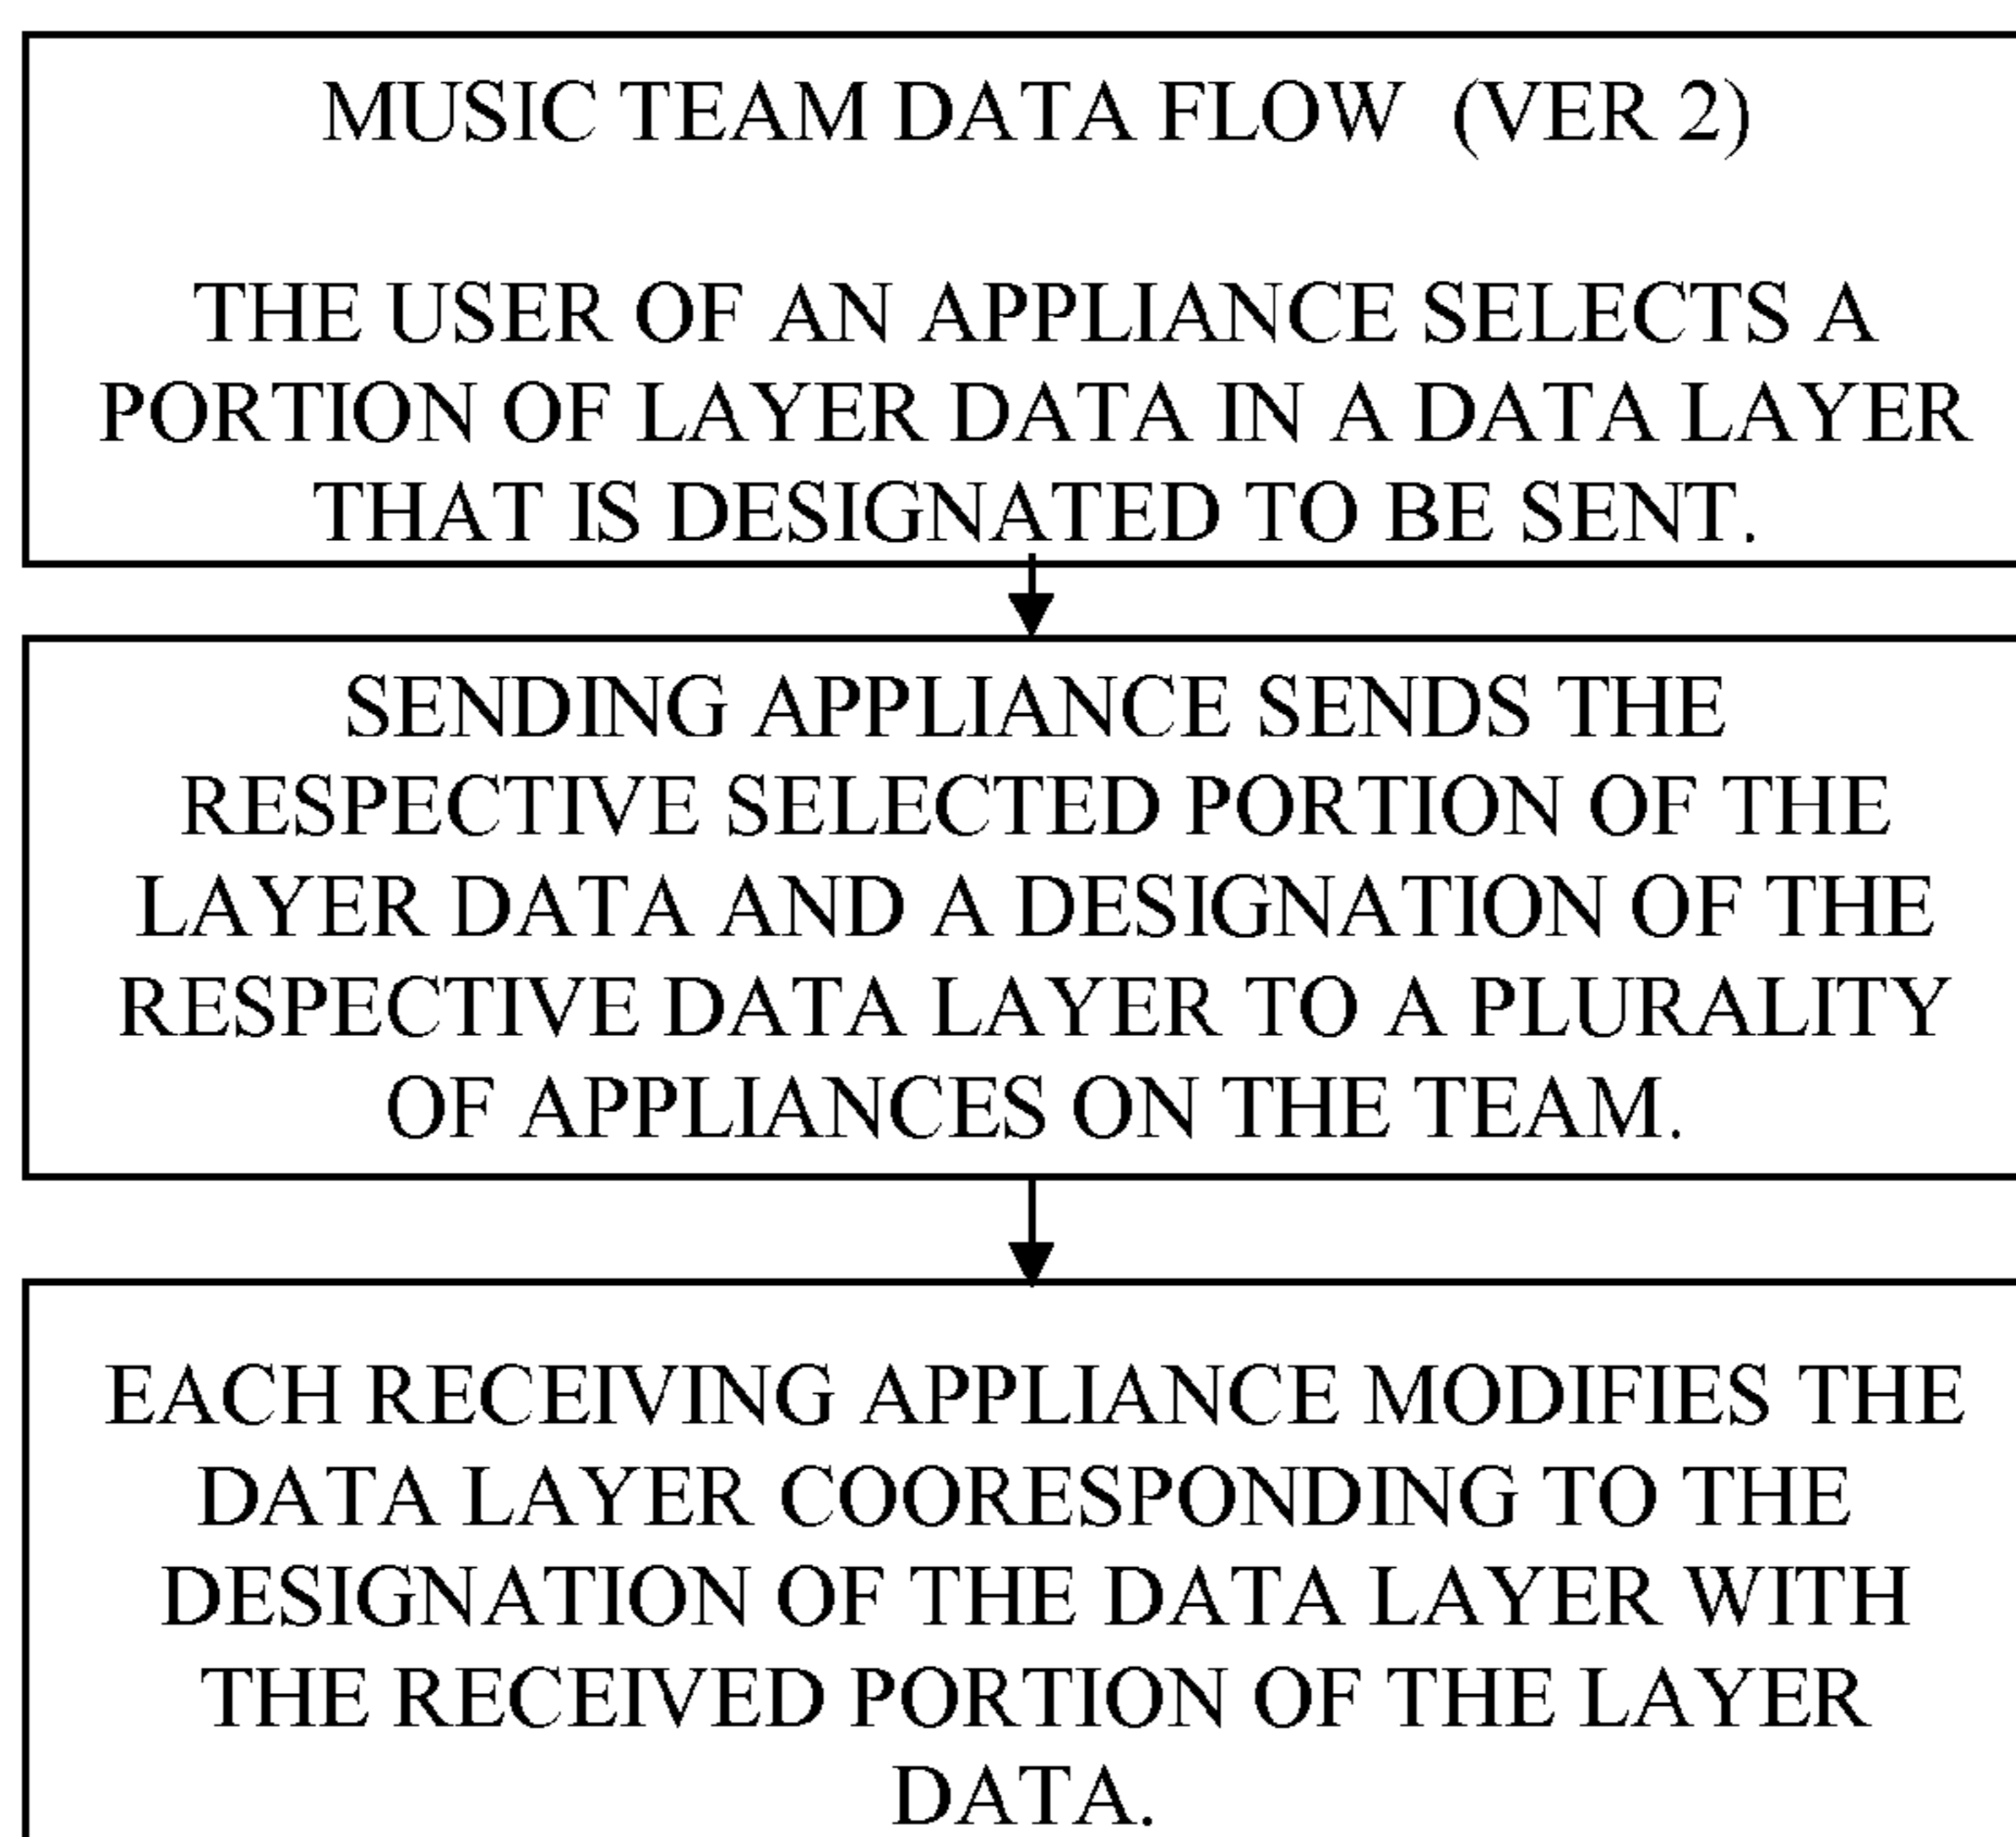 MUSIC TEAM DATA FLOW (VER 2)
THE USER OF AN APPLIANCE SELECTS A
PORTION OF LAYER DATA IN A DATA LAYER
THAT IS DESIGNATED TO BE SENT.
SENDING APPLIANCE SENDS THE
RESPECTIVE SELECTED PORTION OF THE
LAYER DATA AND A DESIGNATION OF THE
RESPECTIVE DATA LAYER TO A PLURALITY
OF APPLIANCES ON THE TEAM.
EACH RECEIVING APPLIANCE MODIFIES THE
DATA LAYER COORESPONDING TO THE
DESIGNATION OF THE DATA LAYER WITH
THE RECEIVED PORTION OF THE LAYER
DATA.